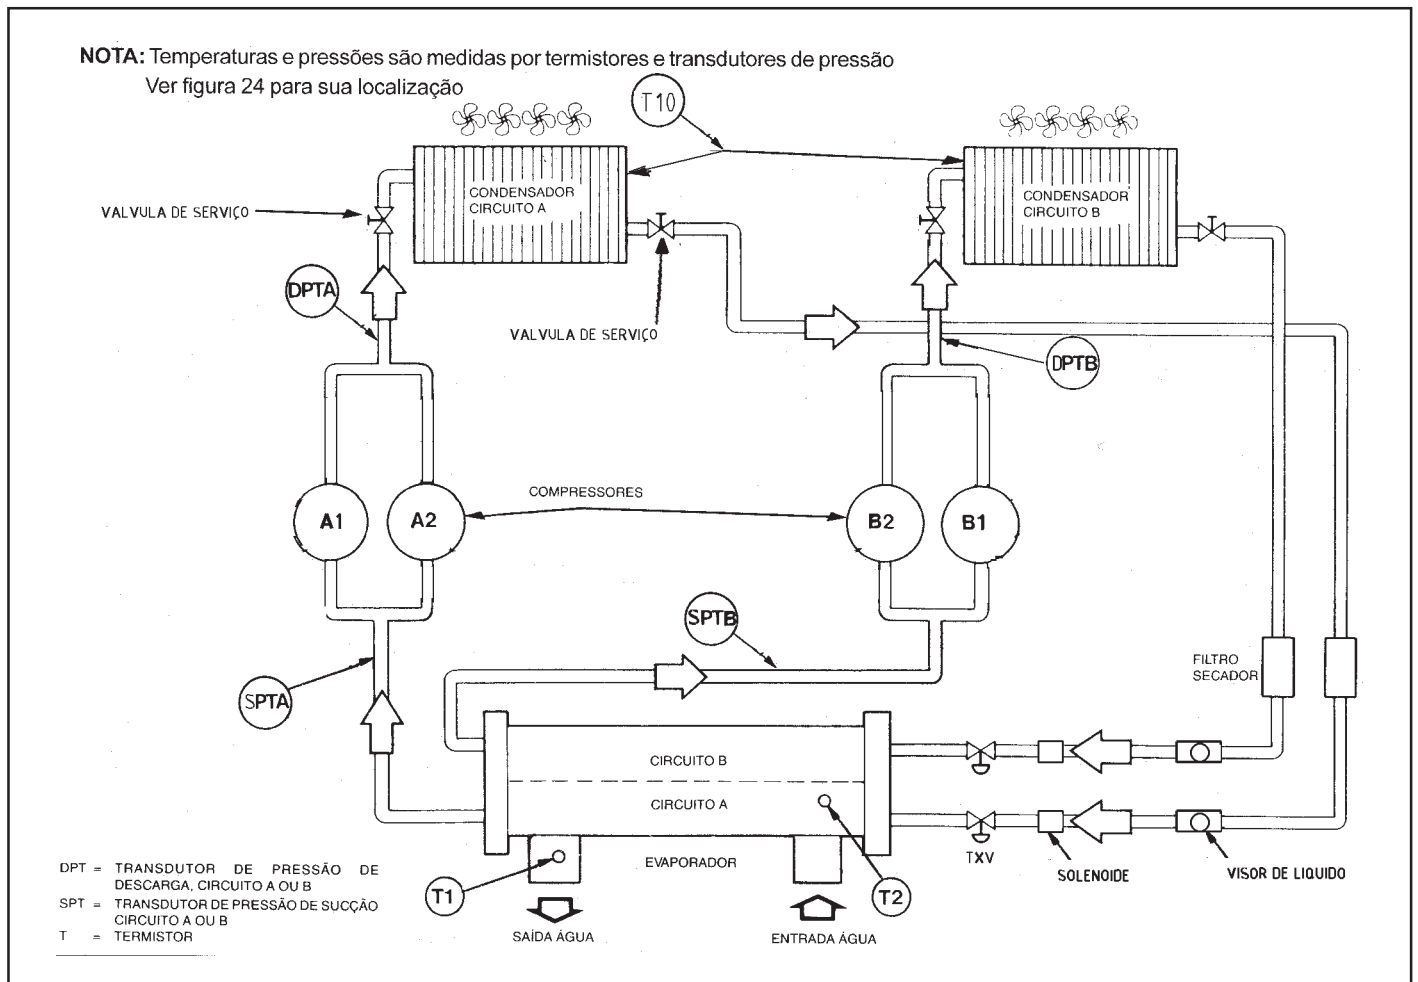 NOTA: Temperaturas e pressões são medidas por termistores e transdutores de pressão
Ver figura 24 para sua localização
T10
CONDENSADOR
CIRCUITO A
CONDENSADOR
CIRCUITO B
VALVULA DE SERVIÇO
DPTA
VALVULA DE SERVIÇO
DPTB
COMPRESSORES
A1
A2
B2
B1
SPTB
SPTA
FILTRO
SECADOR
CIRCUITO B
CIRCUITO A
EVAPORADOR
TXV
SOLENOIDE
VISOR DE LIQUIDO
T1
T2
SAÍDA ÁGUA
ENTRADA ÁGUA
DPT = TRANSDUTOR DE PRESSÃO DE
DESCARGA, CIRCUITO A OU B
SPT = TRANSDUTOR DE PRESSÃO DE SUCÇÃO
CIRCUITO A OU B
T = TERMISTOR